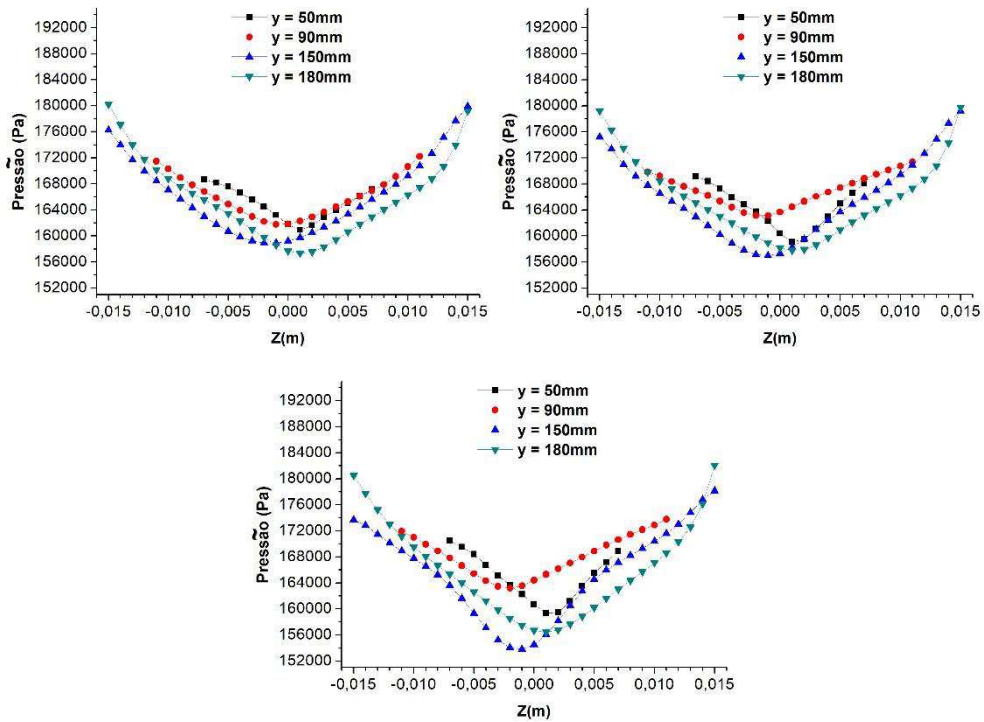 192000
188000
184000
180000
176000
172000
168000
164000
160000
156000
152000
Pressão (Pa)
y = 50mm
y = 90mm
y = 150mm
y = 180mm
-0,015 -0,010 -0,005 0,000 0,005 0,010 0,015
Z(m)
192000
188000
184000
180000
176000
172000
168000
164000
160000
156000
152000
Pressão (Pa)
y = 50mm
y = 90mm
y = 150mm
y = 180mm
-0,015 -0,010 -0,005 0,000 0,005 0,010 0,015
Z(m)
192000
188000
184000
180000
176000
172000
168000
164000
160000
156000
152000
Pressão (Pa)
y = 50mm
y = 90mm
y = 150mm
y = 180mm
-0,015 -0,010 -0,005 0,000 0,005 0,010 0,015
Z(m)